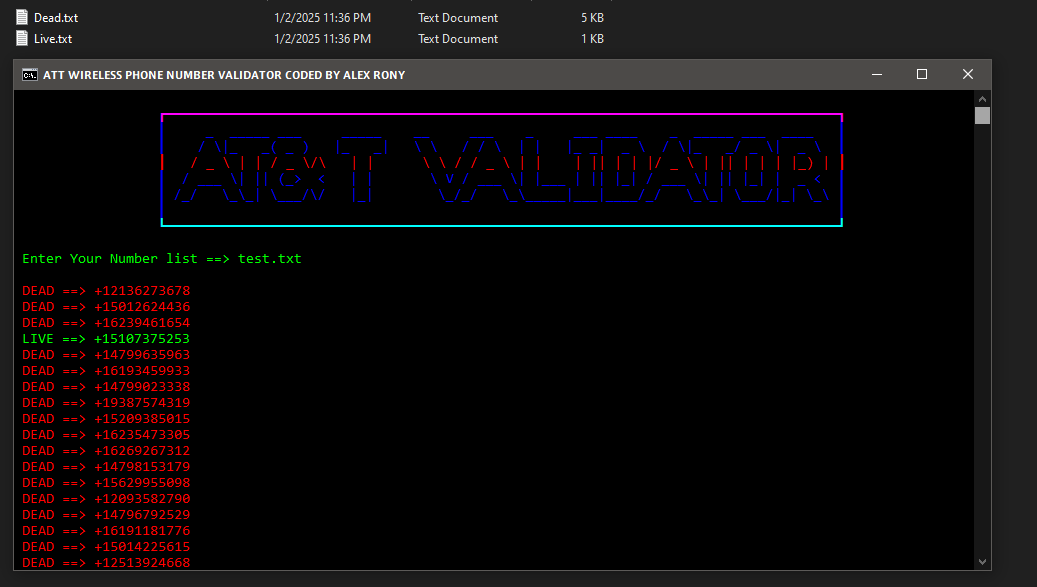 Dead.txt 1/2/2025 11:36 PM Text Document 5 KB
Live.txt 1/2/2025 11:36 PM Text Document 1 KB
ATT WIRELESS PHONE NUMBER VALIDATOR CODED BY ALEX RONY
AT&T VALIDATOR
Enter Your Number list ==> test.txt
DEAD ==> +12136273678
DEAD ==> +15012624436
DEAD ==> +16239461654
LIVE ==> +15107375253
DEAD ==> +14799635963
DEAD ==> +16193459933
DEAD ==> +14799023338
DEAD ==> +19387574319
DEAD ==> +15209385015
DEAD ==> +16235473305
DEAD ==> +16269267312
DEAD ==> +14798153179
DEAD ==> +15629955098
DEAD ==> +12093582790
DEAD ==> +14796792529
DEAD ==> +16191181776
DEAD ==> +15014225615
DEAD ==> +12513924668